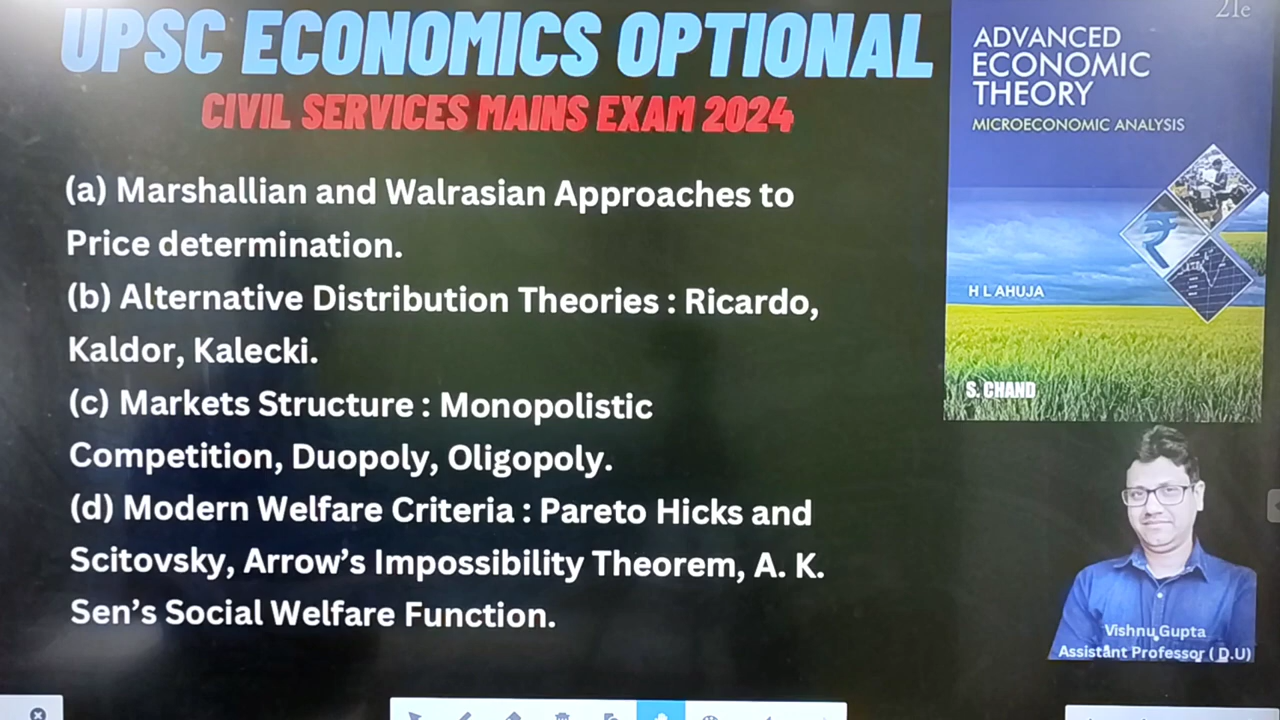 UPSC ECONOMICS OPTIONAL
CIVIL SERVICES MAINS EXAM 2024
(a) Marshallian and Walrasian Approaches to
Price determination.
(b) Alternative Distribution Theories : Ricardo,
Kaldor, Kalecki.
(c) Markets Structure : Monopolistic
Competition, Duopoly, Oligopoly.
(d) Modern Welfare Criteria : Pareto Hicks and
Scitovsky, Arrow's Impossibility Theorem, A. K.
Sen's Social Welfare Function.
21e
ADVANCED
ECONOMIC
THEORY
MICROECONOMIC ANALYSIS
H L AHUJA
S. CHAND
Vishnu Gupta
Assistant Professor ( D.U)